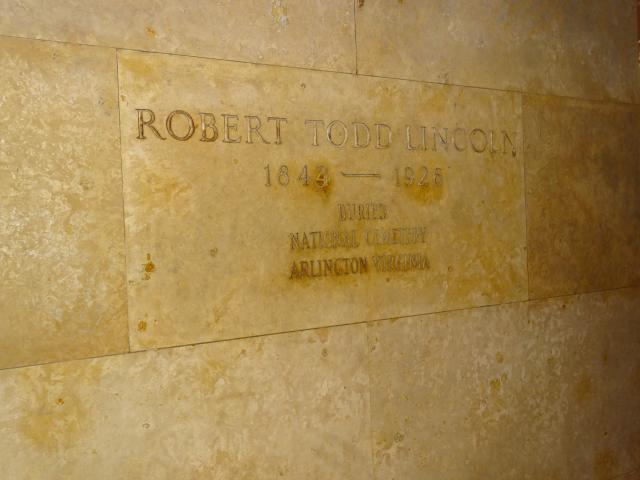 ROBERT TODD LINCOLN
1843 — 1926
BURIED
NATIONAL CEMETERY
ARLINGTON VIRGINIA